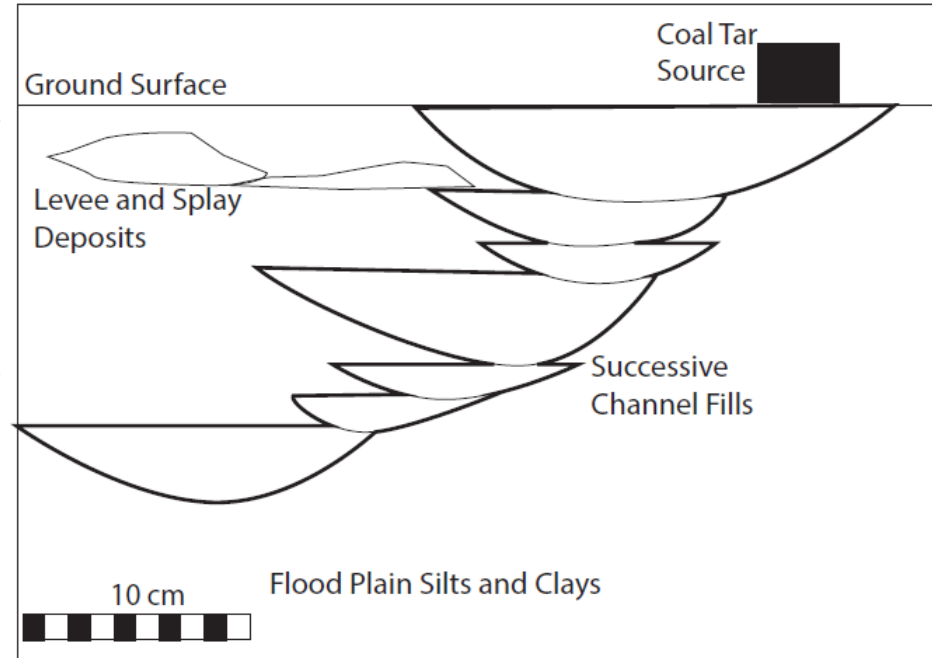 Coal Tar
Source
Ground Surface
Levee and Splay
Deposits
Successive
Channel Fills
Flood Plain Silts and Clays
10 cm